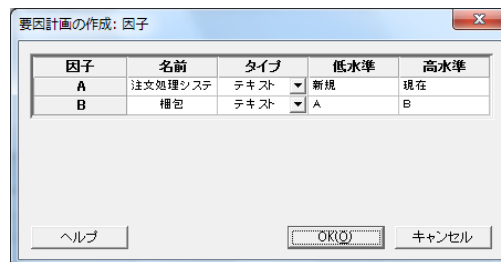 要因計画の作成: 因子
因子 名前 タイプ 低水準 高水準
A 注文処理システ テキスト 新規 現在
B 梱包 テキスト A B
ヘルプ OK(O) キャンセル